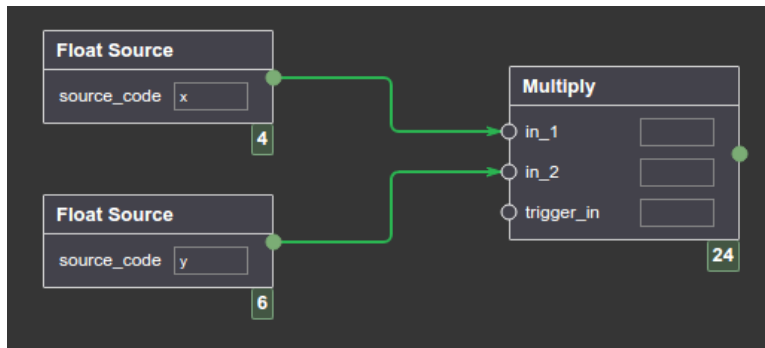 Float Source
source_code x
4
Float Source
source_code y
6
Multiply
in_1
in_2
trigger_in
24